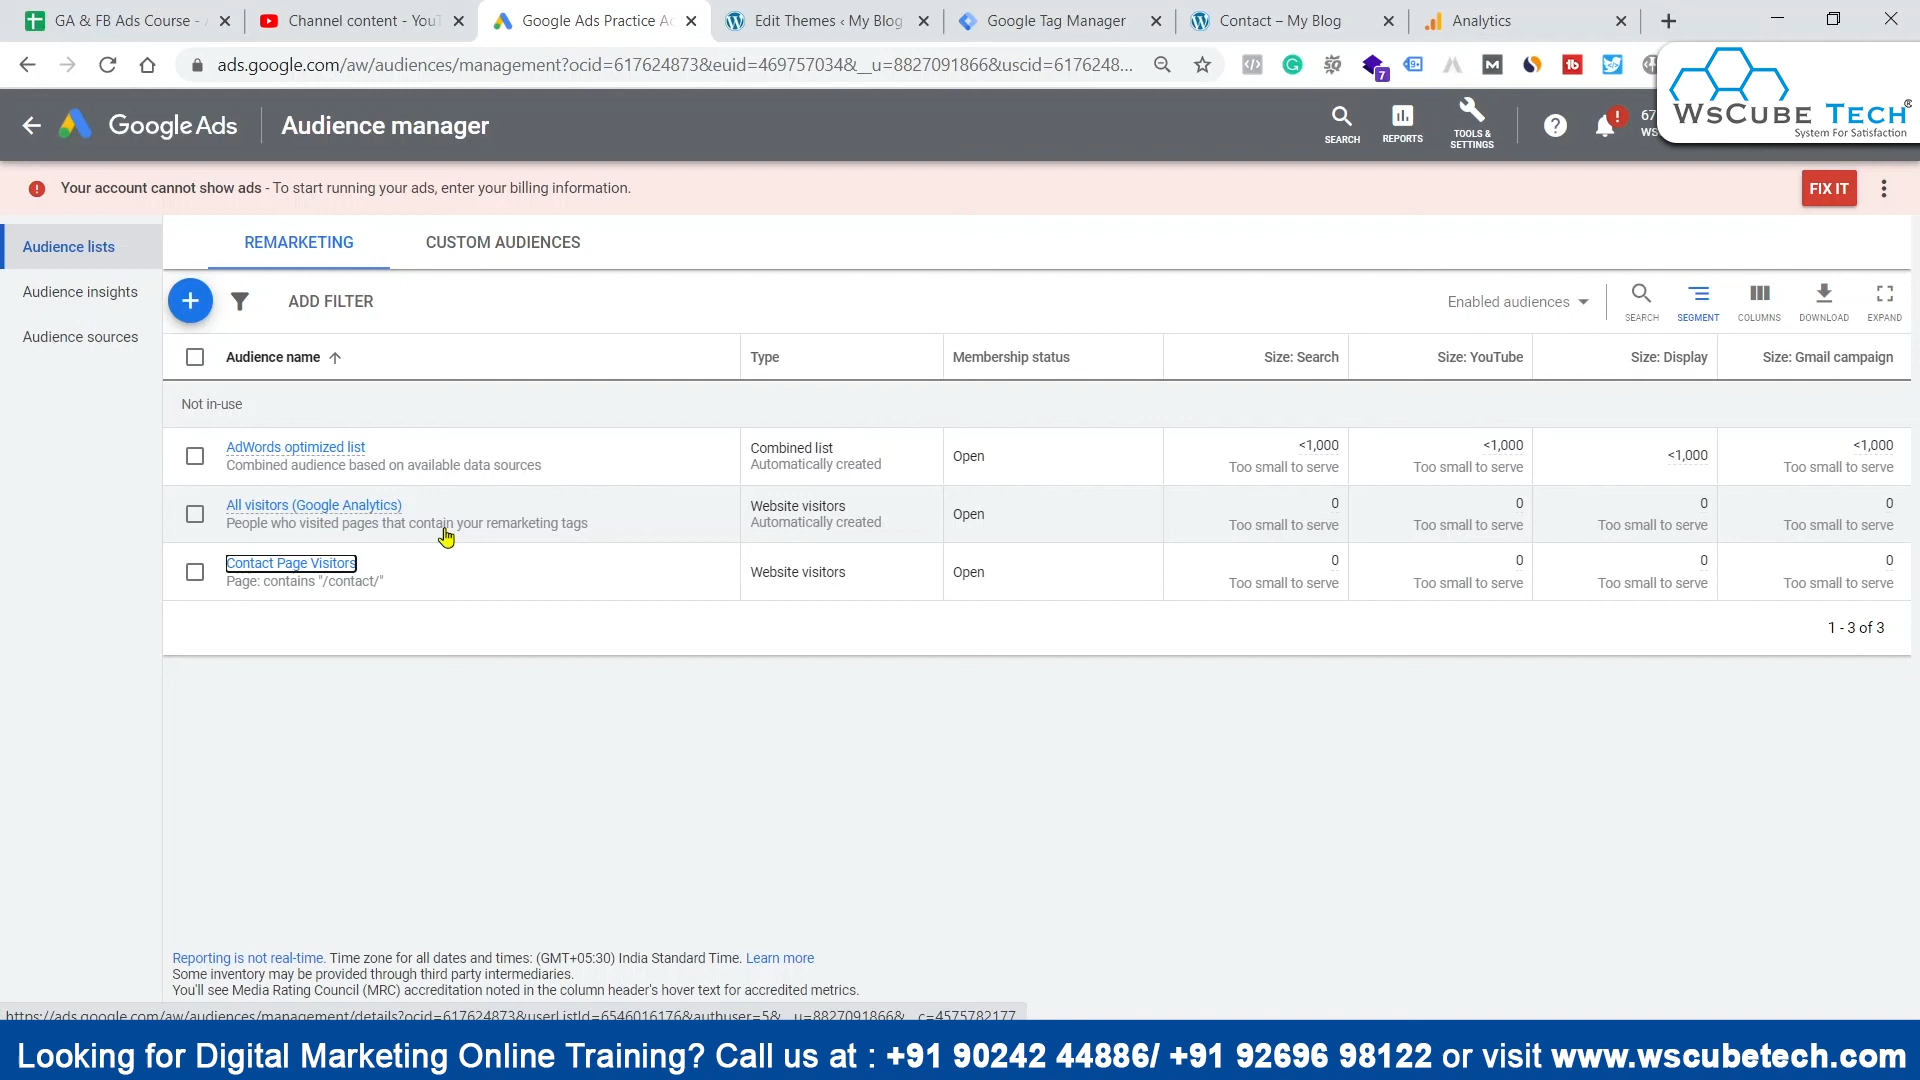 GA & FB Ads Course -
Channel content - YouT
Google Ads Practice Ac
Edit Themes ‹ My Blog
Google Tag Manager
Contact – My Blog
Analytics
ads.google.com/aw/audiences/management?ocid=617624873&euid=469757034&__u=8827091866&uscid=6176248...
7
WsCube Tech®
System For Satisfaction
Google Ads
Audience manager
SEARCH
REPORTS
TOOLS &
SETTINGS
67
WS
Your account cannot show ads - To start running your ads, enter your billing information.
FIX IT
Audience lists
Audience insights
Audience sources
REMARKETING
CUSTOM AUDIENCES
ADD FILTER
Enabled audiences
SEARCH
SEGMENT
COLUMNS
DOWNLOAD
EXPAND
Audience name
Type
Membership status
Size: Search
Size: YouTube
Size: Display
Size: Gmail campaign
Not in-use
AdWords optimized list
Combined audience based on available data sources
Combined list
Automatically created
Open
<1,000
Too small to serve
<1,000
Too small to serve
<1,000
<1,000
Too small to serve
All visitors (Google Analytics)
People who visited pages that contain your remarketing tags
Website visitors
Automatically created
Open
0
Too small to serve
0
Too small to serve
0
Too small to serve
0
Too small to serve
Contact Page Visitors
Page: contains "/contact/"
Website visitors
Open
0
Too small to serve
0
Too small to serve
0
Too small to serve
0
Too small to serve
1 - 3 of 3
Reporting is not real-time. Time zone for all dates and times: (GMT+05:30) India Standard Time. Learn more
Some inventory may be provided through third party intermediaries.
You'll see Media Rating Council (MRC) accreditation noted in the column header's hover text for accredited metrics.
https://ads.google.com/aw/audiences/management/details?ocid=617624873&userListId=6546016176&authuser=5&__u=8827091866&__c=4575782177
Looking for Digital Marketing Online Training? Call us at : +91 90242 44886/ +91 92696 98122 or visit www.wscubetech.com